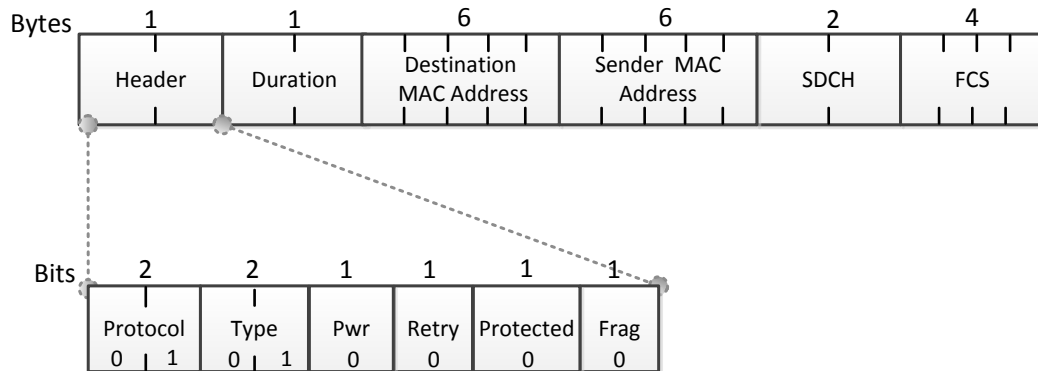 Bytes 1 1 6 6 2 4
Header Duration Destination MAC Address Sender MAC Address SDCH FCS
Bits 2 2 1 1 1 1
Protocol Type Pwr Retry Protected Frag
0 1 0 1 0 0 0 0